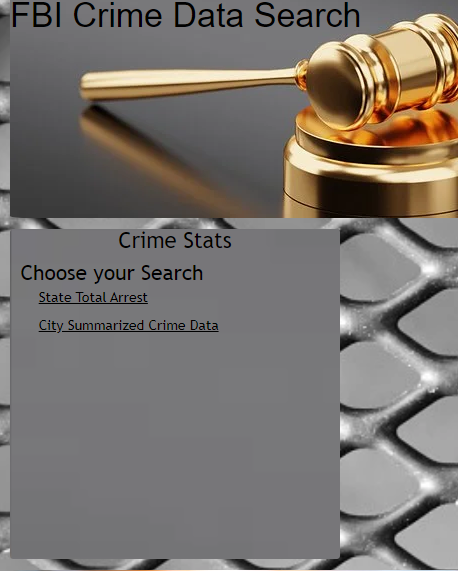 FBI Crime Data Search
Crime Stats
Choose your Search
State Total Arrest
City Summarized Crime Data